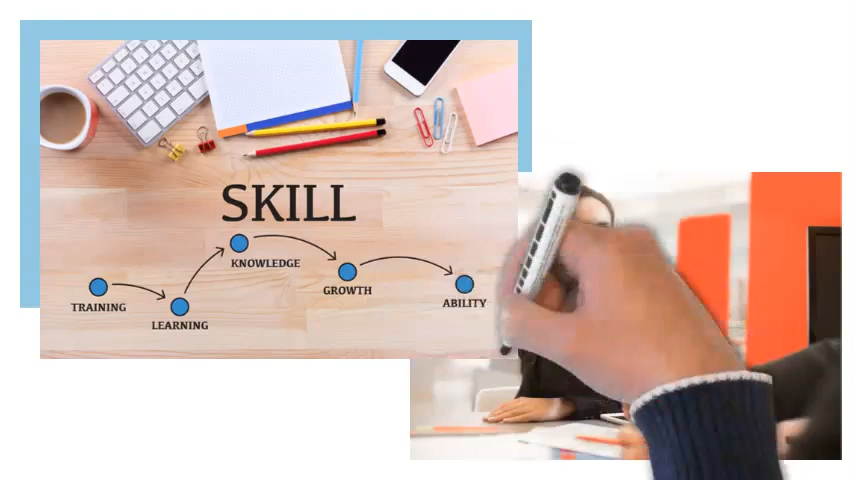 SKILL
KNOWLEDGE
GROWTH
ABILITY
TRAINING
LEARNING